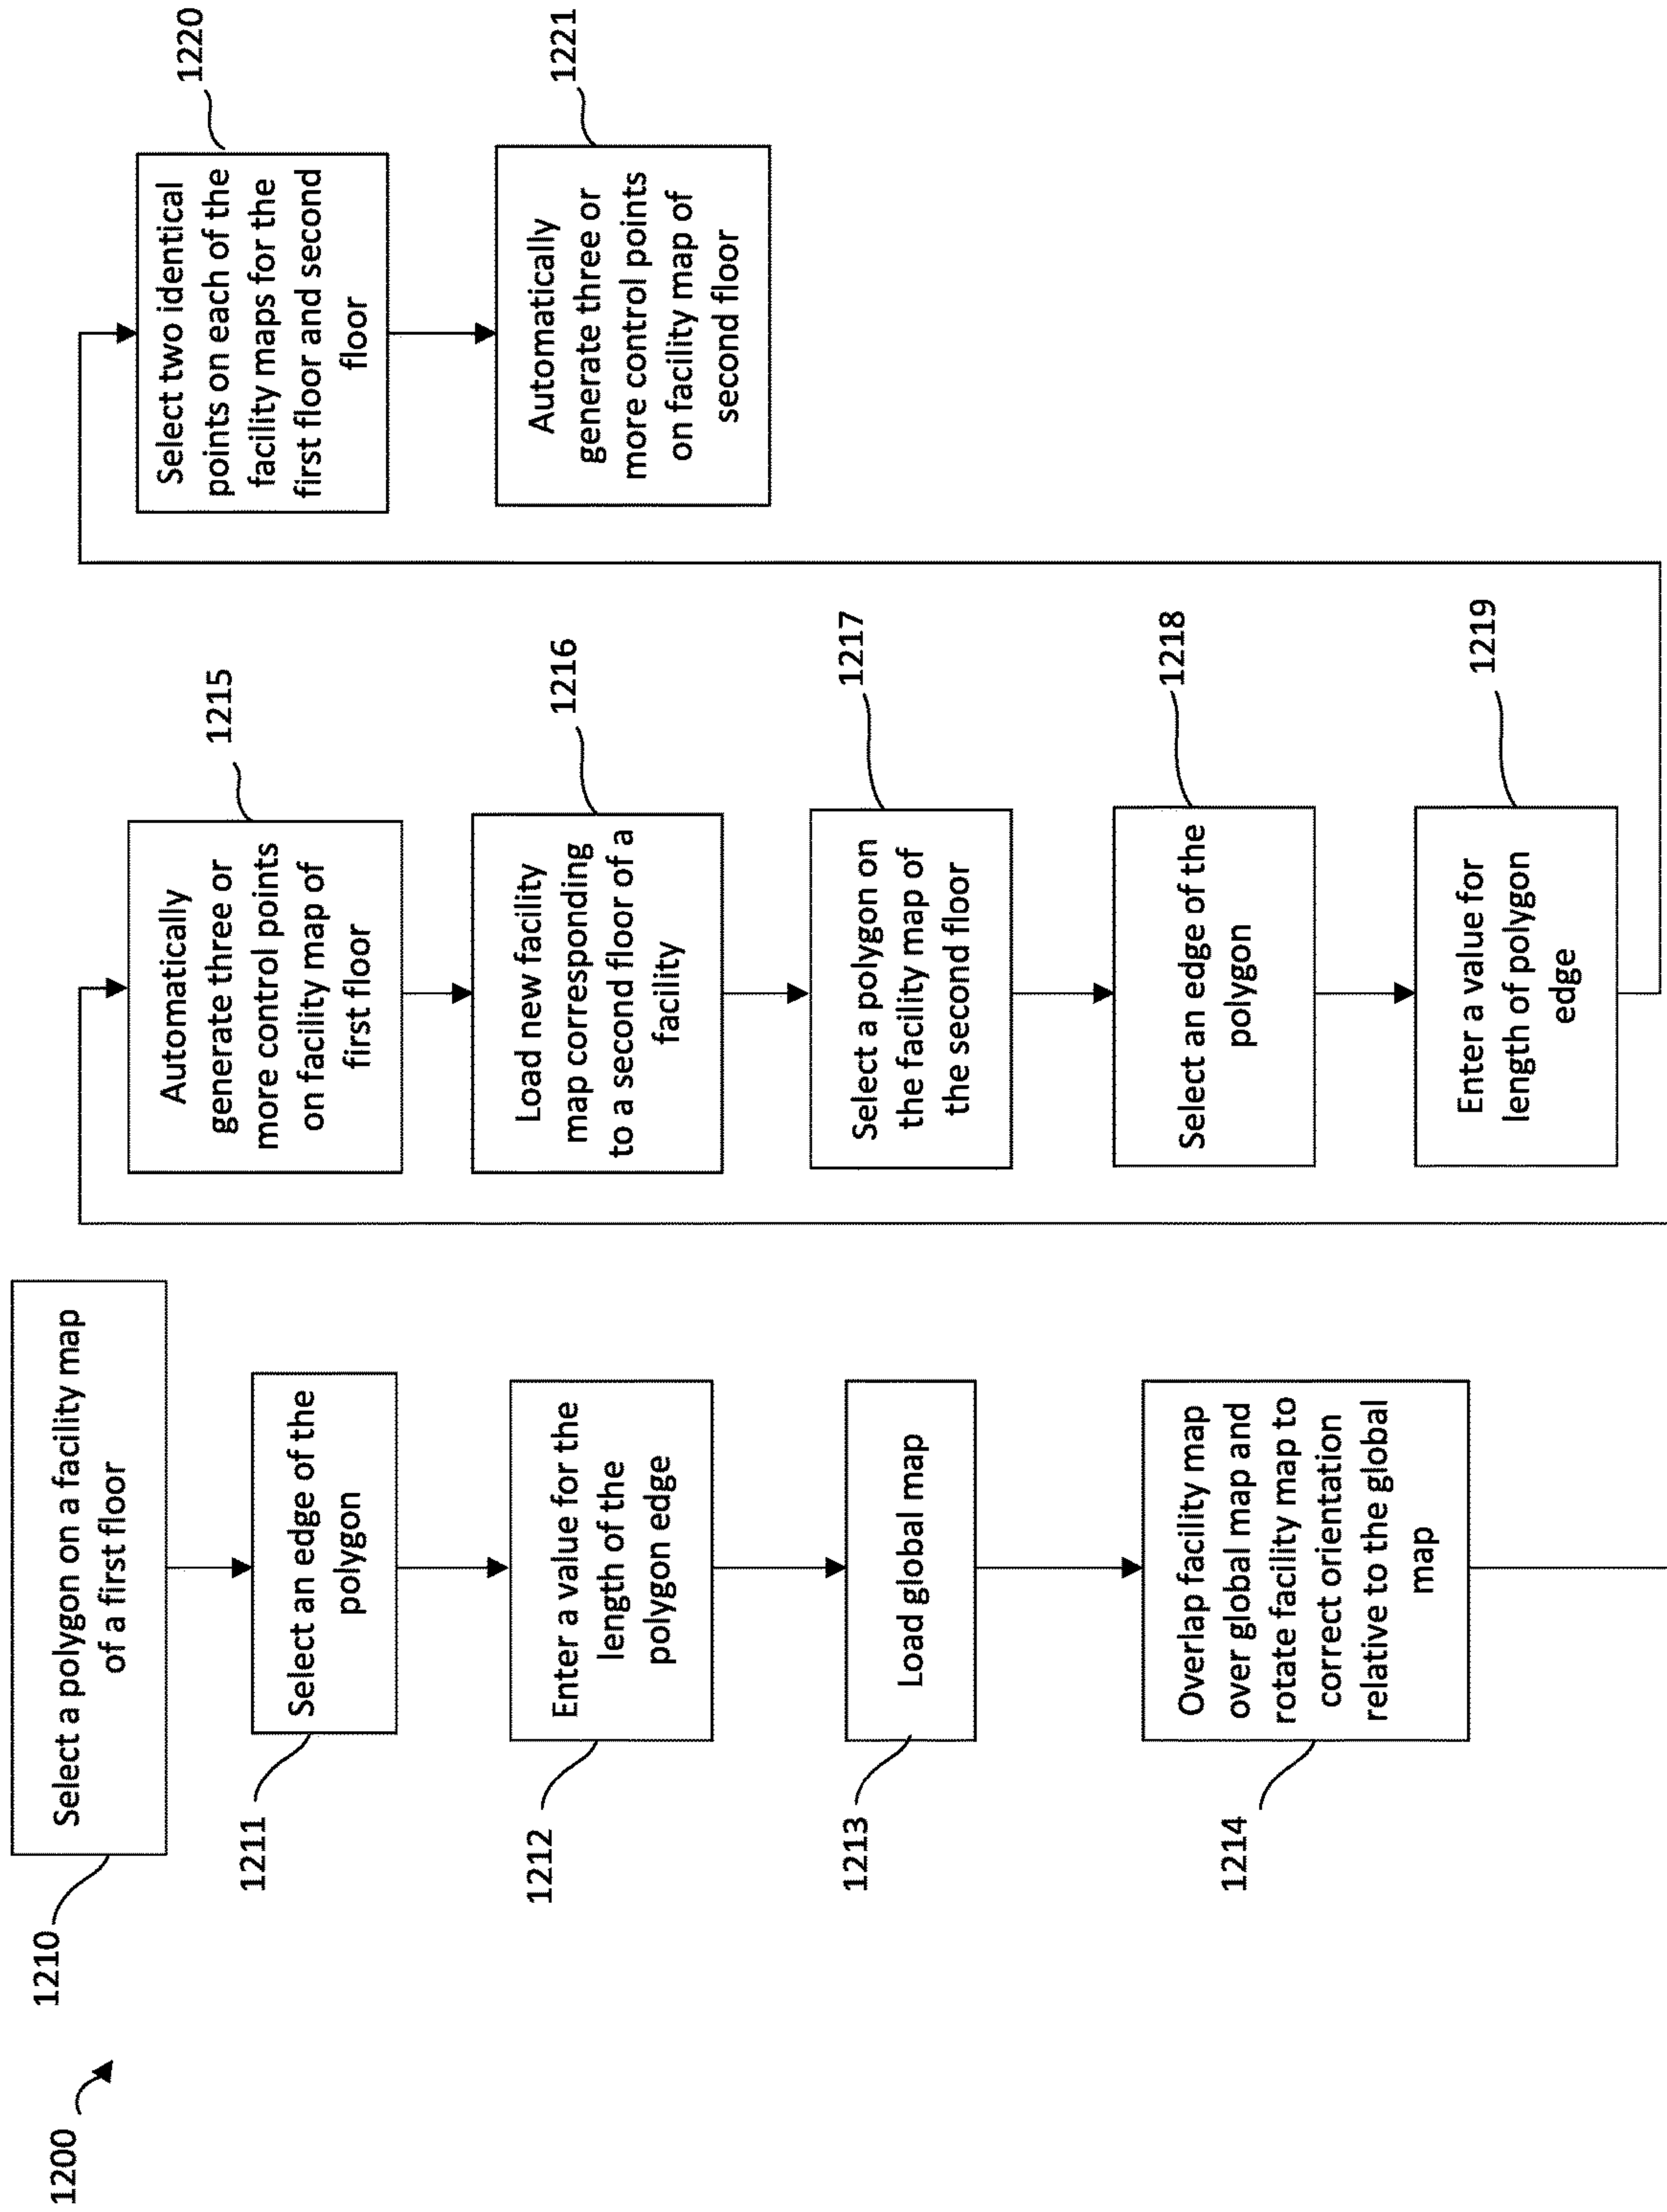 1200
1210
Select a polygon on a facility map
of a first floor
1211
Select an edge of the
polygon
1212
Enter a value for the
length of the
polygon edge
1213
Load global map
1214
Overlap facility map
over global map and
rotate facility map to
correct orientation
relative to the global
map
1215
Automatically
generate three or
more control points
on facility map of
first floor
1216
Load new facility
map corresponding
to a second floor of a
facility
1217
Select a polygon on
the facility map of
the second floor
1218
Select an edge of the
polygon
1219
Enter a value for
length of polygon
edge
1220
Select two identical
points on each of the
facility maps for the
first floor and second
floor
1221
Automatically
generate three or
more control points
on facility map of
second floor